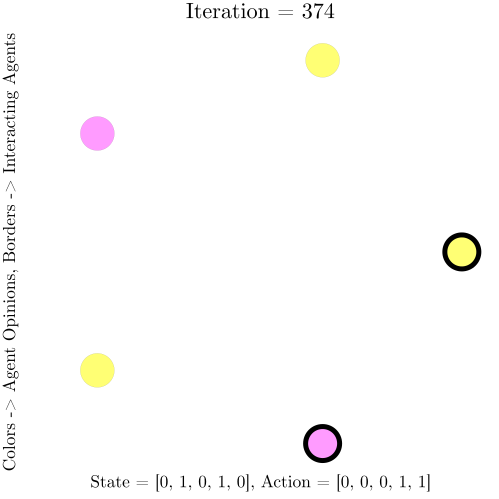 Iteration = 374
Colors -> Agent Opinions, Borders -> Interacting Agents
State = [0, 1, 0, 1, 0], Action = [0, 0, 0, 1, 1]